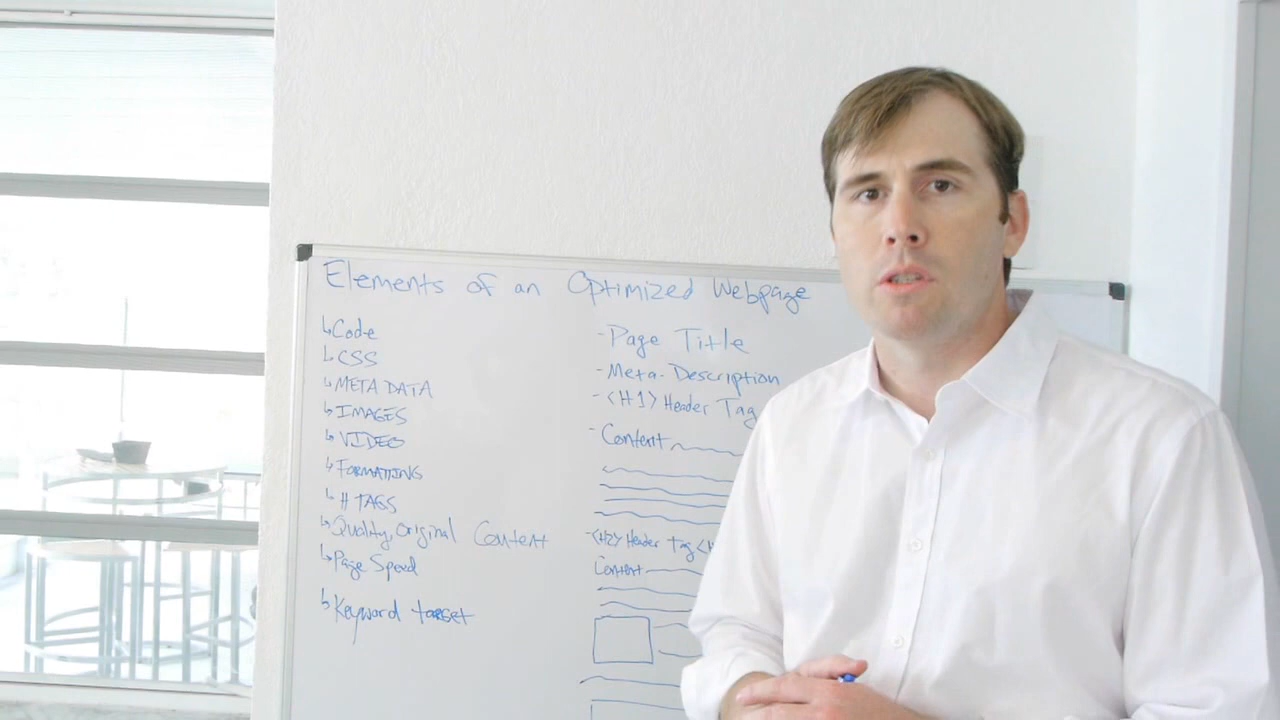 Elements of an Optimized Webpage
Code
CSS
META DATA
IMAGES
VIDEO
FORMATTING
H TAGS
Quality, original Content
Page Speed
Keyword target
- Page Title
- Meta-Description
- <H1> Header Tag
- Content
- <H2> Header Tag <H
Content